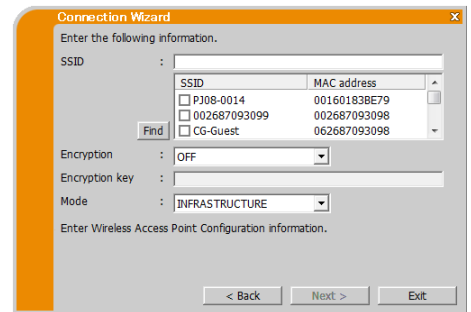 Connection Wizard x
Enter the following information.
SSID :
SSID MAC address
PJ08-0014 00160183BE79
002687093099 002687093098
Find CG-Guest 062687093098
Encryption : OFF
Encryption key :
Mode : INFRASTRUCTURE
Enter Wireless Access Point Configuration information.
< Back Next > Exit